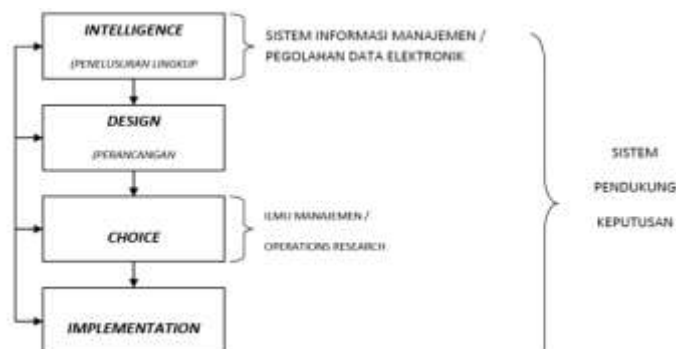 INTELLIGENCE
(PENELUSURAN LINGKUP
SISTEM INFORMASI MANAJEMEN /
PEGOLAHAN DATA ELEKTRONIK
DESIGN
(PERANCANGAN
SISTEM
PENDUKUNG
KEPUTUSAN
CHOICE
ILMU MANAJEMEN /
OPERATIONS RESEARCH
IMPLEMENTATION